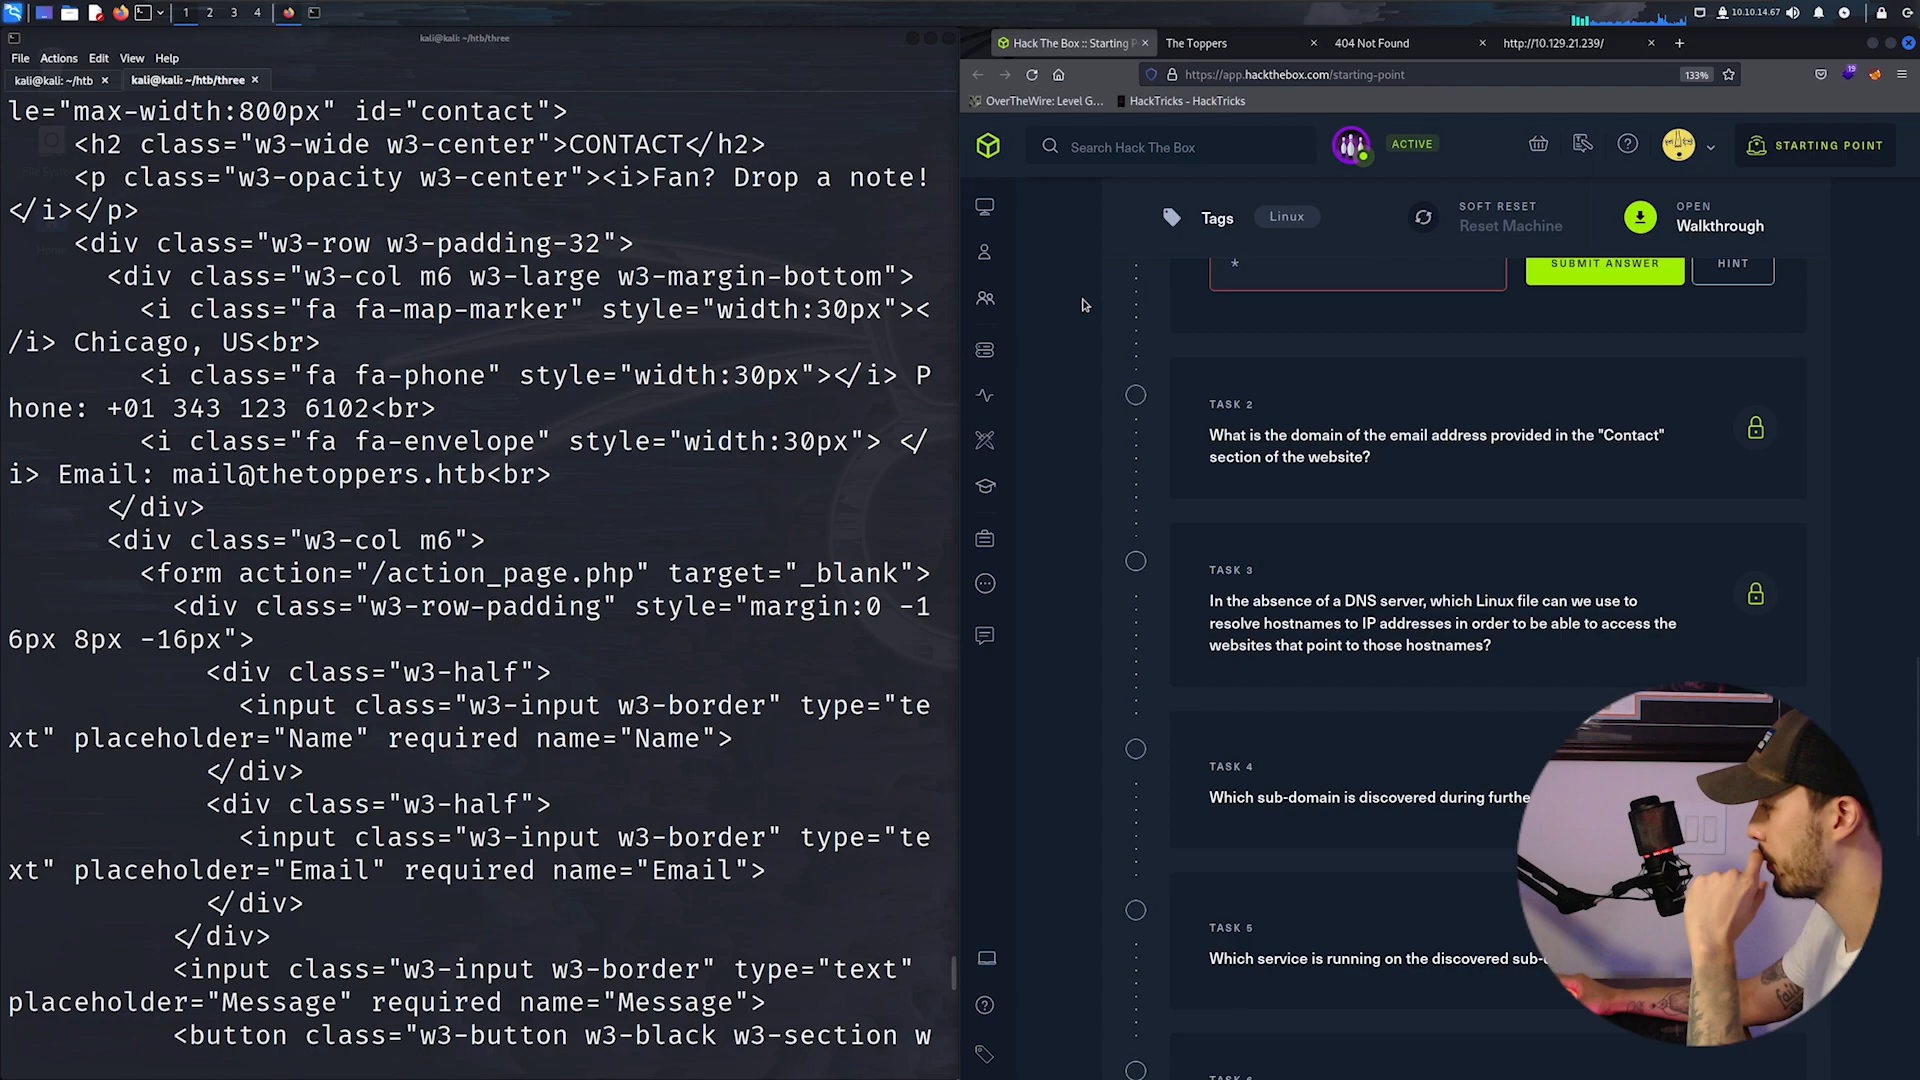 1 2 3 4
10.10.14.67
kali@kali: ~/htb/three
File Actions Edit View Help
kali@kali: ~/htb × kali@kali: ~/htb/three ×
le="max-width:800px" id="contact">
<h2 class="w3-wide w3-center">CONTACT</h2>
<p class="w3-opacity w3-center"><i>Fan? Drop a note!
</i></p>
<div class="w3-row w3-padding-32">
<div class="w3-col m6 w3-large w3-margin-bottom">
<i class="fa fa-map-marker" style="width:30px"><
/i> Chicago, US<br>
<i class="fa fa-phone" style="width:30px"></i> P
hone: +01 343 123 6102<br>
<i class="fa fa-envelope" style="width:30px"> </
i> Email: mail@thetoppers.htb<br>
</div>
<div class="w3-col m6">
<form action="/action_page.php" target="_blank">
<div class="w3-row-padding" style="margin:0 -1
6px 8px -16px">
<div class="w3-half">
<input class="w3-input w3-border" type="te
xt" placeholder="Name" required name="Name">
</div>
<div class="w3-half">
<input class="w3-input w3-border" type="te
xt" placeholder="Email" required name="Email">
</div>
</div>
<input class="w3-input w3-border" type="text"
placeholder="Message" required name="Message">
<button class="w3-button w3-black w3-section w
Hack The Box :: Starting P × The Toppers × 404 Not Found × http://10.129.21.239/ × +
https://app.hackthebox.com/starting-point 133% 19
OverTheWire: Level G... HackTricks - HackTricks
Search Hack The Box ACTIVE STARTING POINT
Tags Linux
SOFT RESET
Reset Machine
OPEN
Walkthrough
* SUBMIT ANSWER HINT
TASK 2
What is the domain of the email address provided in the "Contact"
section of the website?
TASK 3
In the absence of a DNS server, which Linux file can we use to
resolve hostnames to IP addresses in order to be able to access the
websites that point to those hostnames?
TASK 4
Which sub-domain is discovered during furthe
TASK 5
Which service is running on the discovered sub-